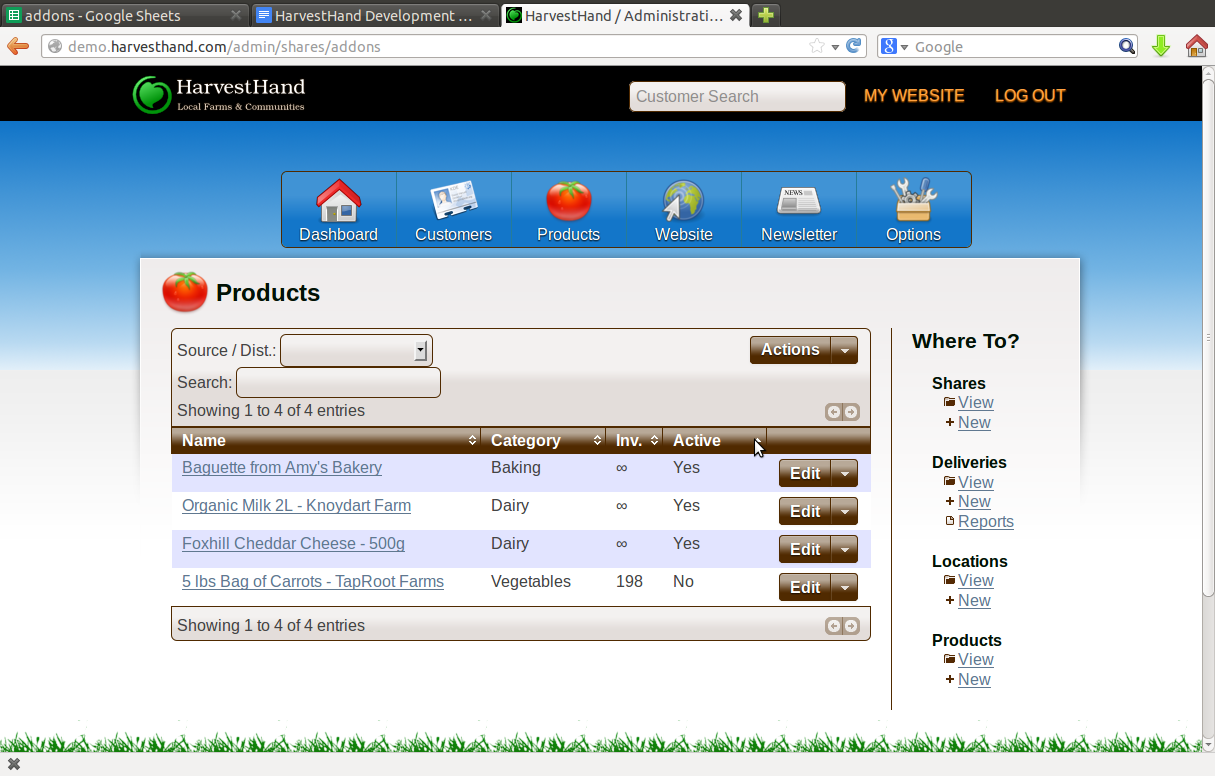 addons - Google Sheets
HarvestHand Development ...
HarvestHand / Administrati...
demo.harvesthand.com/admin/shares/addons
Google
HarvestHand
Local Farms & Communities
Customer Search
MY WEBSITE
LOG OUT
NEWS
Dashboard
Customers
Products
Website
Newsletter
Options
Products
Source / Dist.:
Actions
Search:
Showing 1 to 4 of 4 entries
Name Category Inv. Active
Baguette from Amy's Bakery Baking ∞ Yes Edit
Organic Milk 2L - Knoydart Farm Dairy ∞ Yes Edit
Foxhill Cheddar Cheese - 500g Dairy ∞ Yes Edit
5 lbs Bag of Carrots - TapRoot Farms Vegetables 198 No Edit
Showing 1 to 4 of 4 entries
Where To?
Shares
View
New
Deliveries
View
New
Reports
Locations
View
New
Products
View
New